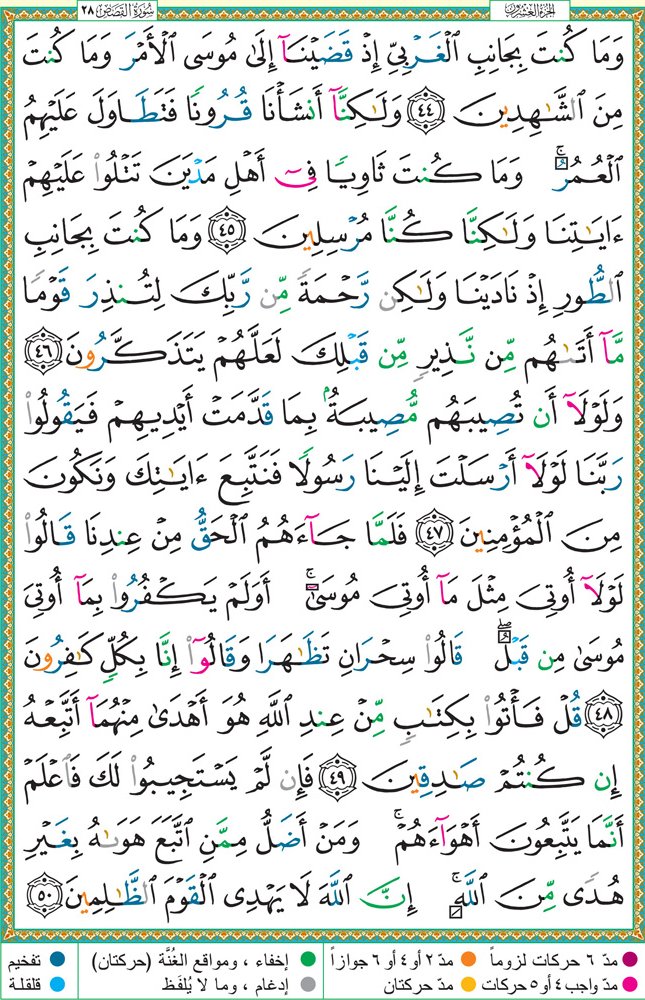 الجزء العشرون سورة القصص ٢٨
وَمَا كُنتَ بِجَانِبِ ٱلْغَرْبِيِّ إِذْ قَضَيْنَآ إِلَىٰ مُوسَى ٱلْأَمْرَ وَمَا كُنتَ
مِنَ ٱلشَّٰهِدِينَ ٤٤ وَلَٰكِنَّآ أَنشَأْنَا قُرُونًا فَتَطَاوَلَ عَلَيْهِمُ
ٱلْعُمُرُ ۚ وَمَا كُنتَ ثَاوِيًا فِىٓ أَهْلِ مَدْيَنَ تَتْلُوا۟ عَلَيْهِمْ
ءَايَٰتِنَا وَلَٰكِنَّا كُنَّا مُرْسِلِينَ ٤٥ وَمَا كُنتَ بِجَانِبِ
ٱلطُّورِ إِذْ نَادَيْنَا وَلَٰكِن رَّحْمَةً مِّن رَّبِّكَ لِتُنذِرَ قَوْمًا
مَّآ أَتَىٰهُم مِّن نَّذِيرٍ مِّن قَبْلِكَ لَعَلَّهُمْ يَتَذَكَّرُونَ ٤٦
وَلَوْلَآ أَن تُصِيبَهُم مُّصِيبَةٌۢ بِمَا قَدَّمَتْ أَيْدِيهِمْ فَيَقُولُوا۟
رَبَّنَا لَوْلَآ أَرْسَلْتَ إِلَيْنَا رَسُولًا فَنَتَّبِعَ ءَايَٰتِكَ وَنَكُونَ
مِنَ ٱلْمُؤْمِنِينَ ٤٧ فَلَمَّا جَآءَهُمُ ٱلْحَقُّ مِنْ عِندِنَا قَالُوا۟
لَوْلَآ أُوتِىَ مِثْلَ مَآ أُوتِىَ مُوسَىٰٓ ۚ أَوَلَمْ يَكْفُرُوا۟ بِمَآ أُوتِىَ
مُوسَىٰ مِن قَبْلُ ۖ قَالُوا۟ سِحْرَانِ تَظَٰهَرَا وَقَالُوٓا۟ إِنَّا بِكُلٍّ كَٰفِرُونَ
٤٨ قُلْ فَأْتُوا۟ بِكِتَٰبٍ مِّنْ عِندِ ٱللَّهِ هُوَ أَهْدَىٰ مِنْهُمَآ أَتَّبِعْهُ
إِن كُنتُمْ صَٰدِقِينَ ٤٩ فَإِن لَّمْ يَسْتَجِيبُوا۟ لَكَ فَٱعْلَمْ
أَنَّمَا يَتَّبِعُونَ أَهْوَآءَهُمْ ۚ وَمَنْ أَضَلُّ مِمَّنِ ٱتَّبَعَ هَوَىٰهُ بِغَيْرِ
هُدًى مِّنَ ٱللَّهِ ۚ إِنَّ ٱللَّهَ لَا يَهْدِى ٱلْقَوْمَ ٱلظَّٰلِمِينَ ٥٠
مدّ ٦ حركات لزوماً مدّ ٢ أو ٤ أو ٦ جوازاً إخفاء ، ومواقع الغُنَّة (حركتان) تفخيم
مدّ واجب ٤ أو ٥ حركات مدّ حركتان إدغام ، وما لا يُلفَظ قلقلة